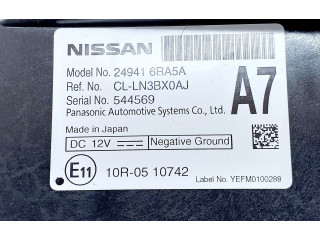 NISSAN
Model No. 24941 6RA5A
Ref. No. CL-LN3BX0AJ
Serial No. 544569
A7
Panasonic Automotive Systems Co., Ltd.
Made in Japan
DC 12V Negative Ground
E11 10R-05 10742
Label No. YEFM0100288